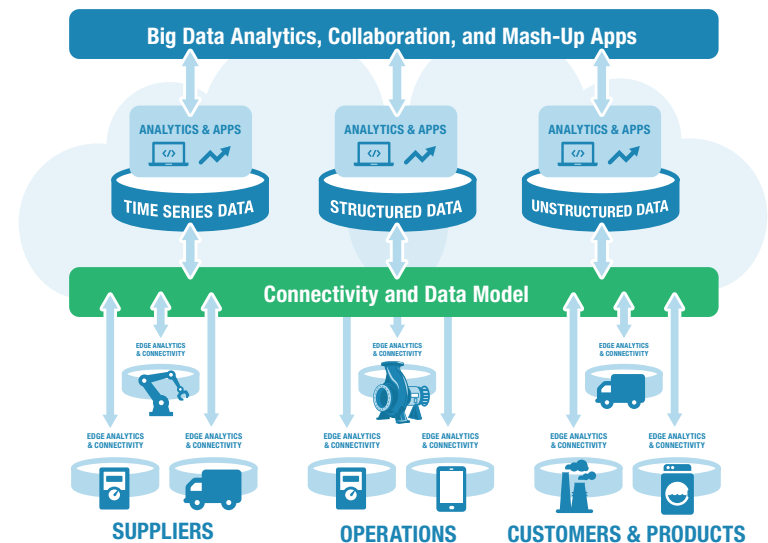 Big Data Analytics, Collaboration, and Mash-Up Apps
ANALYTICS & APPS
ANALYTICS & APPS
ANALYTICS & APPS
</>
</>
</>
TIME SERIES DATA
STRUCTURED DATA
UNSTRUCTURED DATA
Connectivity and Data Model
EDGE ANALYTICS
& CONNECTIVITY
EDGE ANALYTICS
& CONNECTIVITY
EDGE ANALYTICS
& CONNECTIVITY
EDGE ANALYTICS
& CONNECTIVITY
EDGE ANALYTICS
& CONNECTIVITY
EDGE ANALYTICS
& CONNECTIVITY
EDGE ANALYTICS
& CONNECTIVITY
EDGE ANALYTICS
& CONNECTIVITY
EDGE ANALYTICS
& CONNECTIVITY
SUPPLIERS
OPERATIONS
CUSTOMERS & PRODUCTS